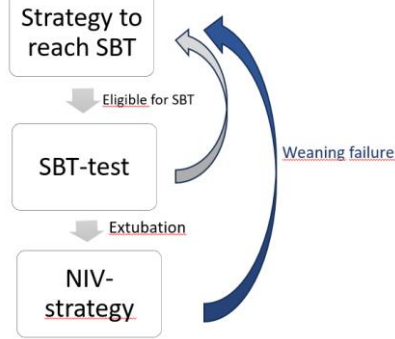 Strategy to
reach SBT
Eligible for SBT
SBT-test
Weaning failure
Extubation
NIV-
strategy